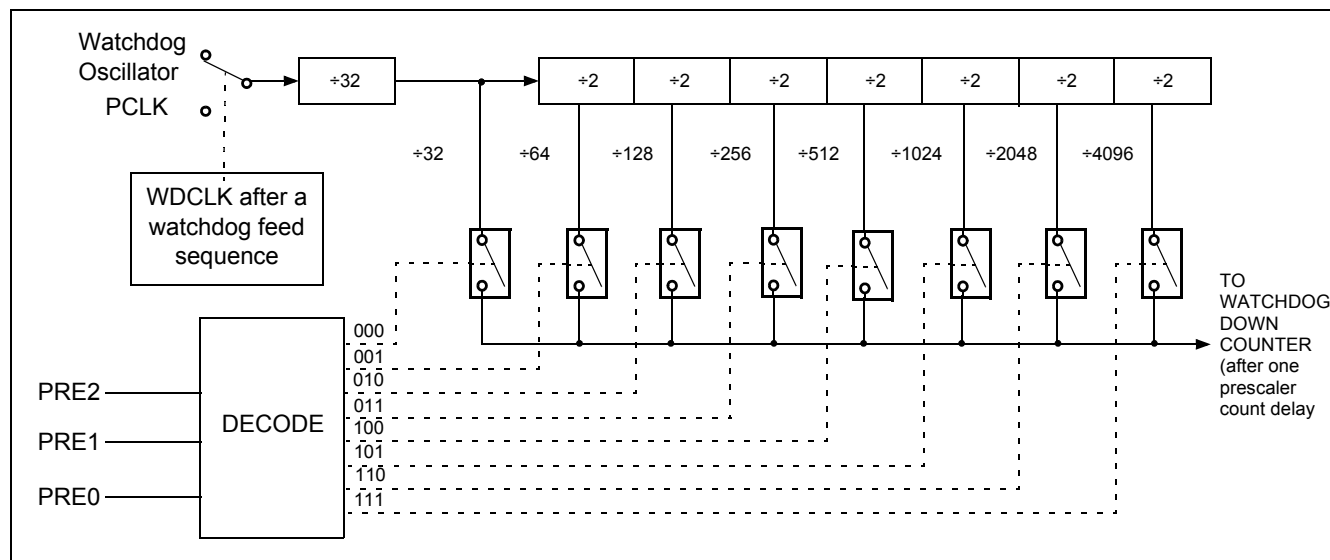 Watchdog
Oscillator
PCLK
÷32
÷2 ÷2 ÷2 ÷2 ÷2 ÷2 ÷2
÷32 ÷64 ÷128 ÷256 ÷512 ÷1024 ÷2048 ÷4096
WDCLK after a
watchdog feed
sequence
TO
WATCHDOG
DOWN
COUNTER
(after one
prescaler
count delay
PRE2
PRE1
PRE0
DECODE
000
001
010
011
100
101
110
111